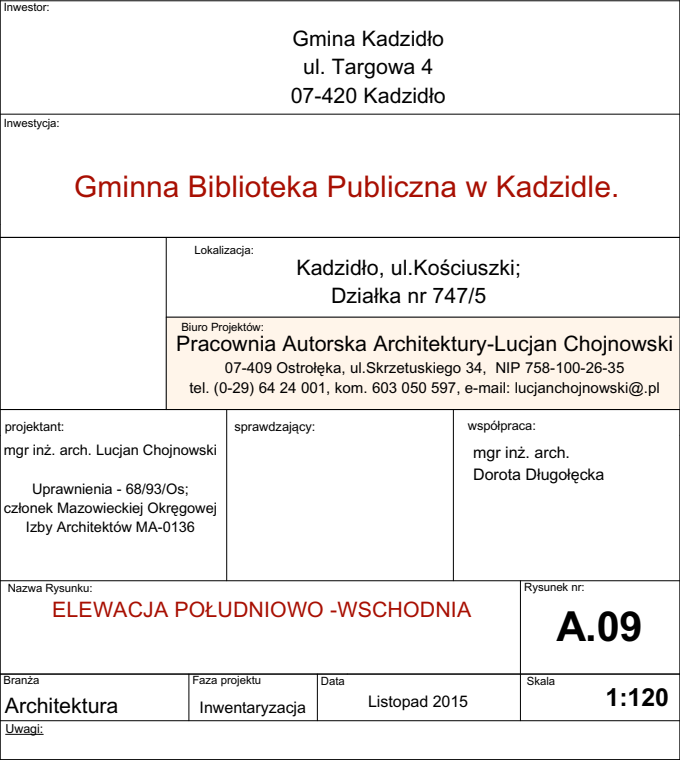 Inwestor:
Gmina Kadzidło
ul. Targowa 4
07-420 Kadzidło
Inwestycja:
Gminna Biblioteka Publiczna w Kadzidle.
Lokalizacja:
Kadzidło, ul.Kościuszki;
Działka nr 747/5
Biuro Projektów:
Pracownia Autorska Architektury-Lucjan Chojnowski
07-409 Ostrołęka, ul.Skrzetuskiego 34, NIP 758-100-26-35
tel. (0-29) 64 24 001, kom. 603 050 597, e-mail: lucjanchojnowski@.pl
projektant:
mgr inż. arch. Lucjan Chojnowski
Uprawnienia - 68/93/Os;
członek Mazowieckiej Okręgowej
Izby Architektów MA-0136
sprawdzający:
współpraca:
mgr inż. arch.
Dorota Długołęcka
Nazwa Rysunku:
ELEWACJA POŁUDNIOWO -WSCHODNIA
Rysunek nr:
A.09
Branża
Architektura
Faza projektu
Inwentaryzacja
Data
Listopad 2015
Skala
1:120
Uwagi: